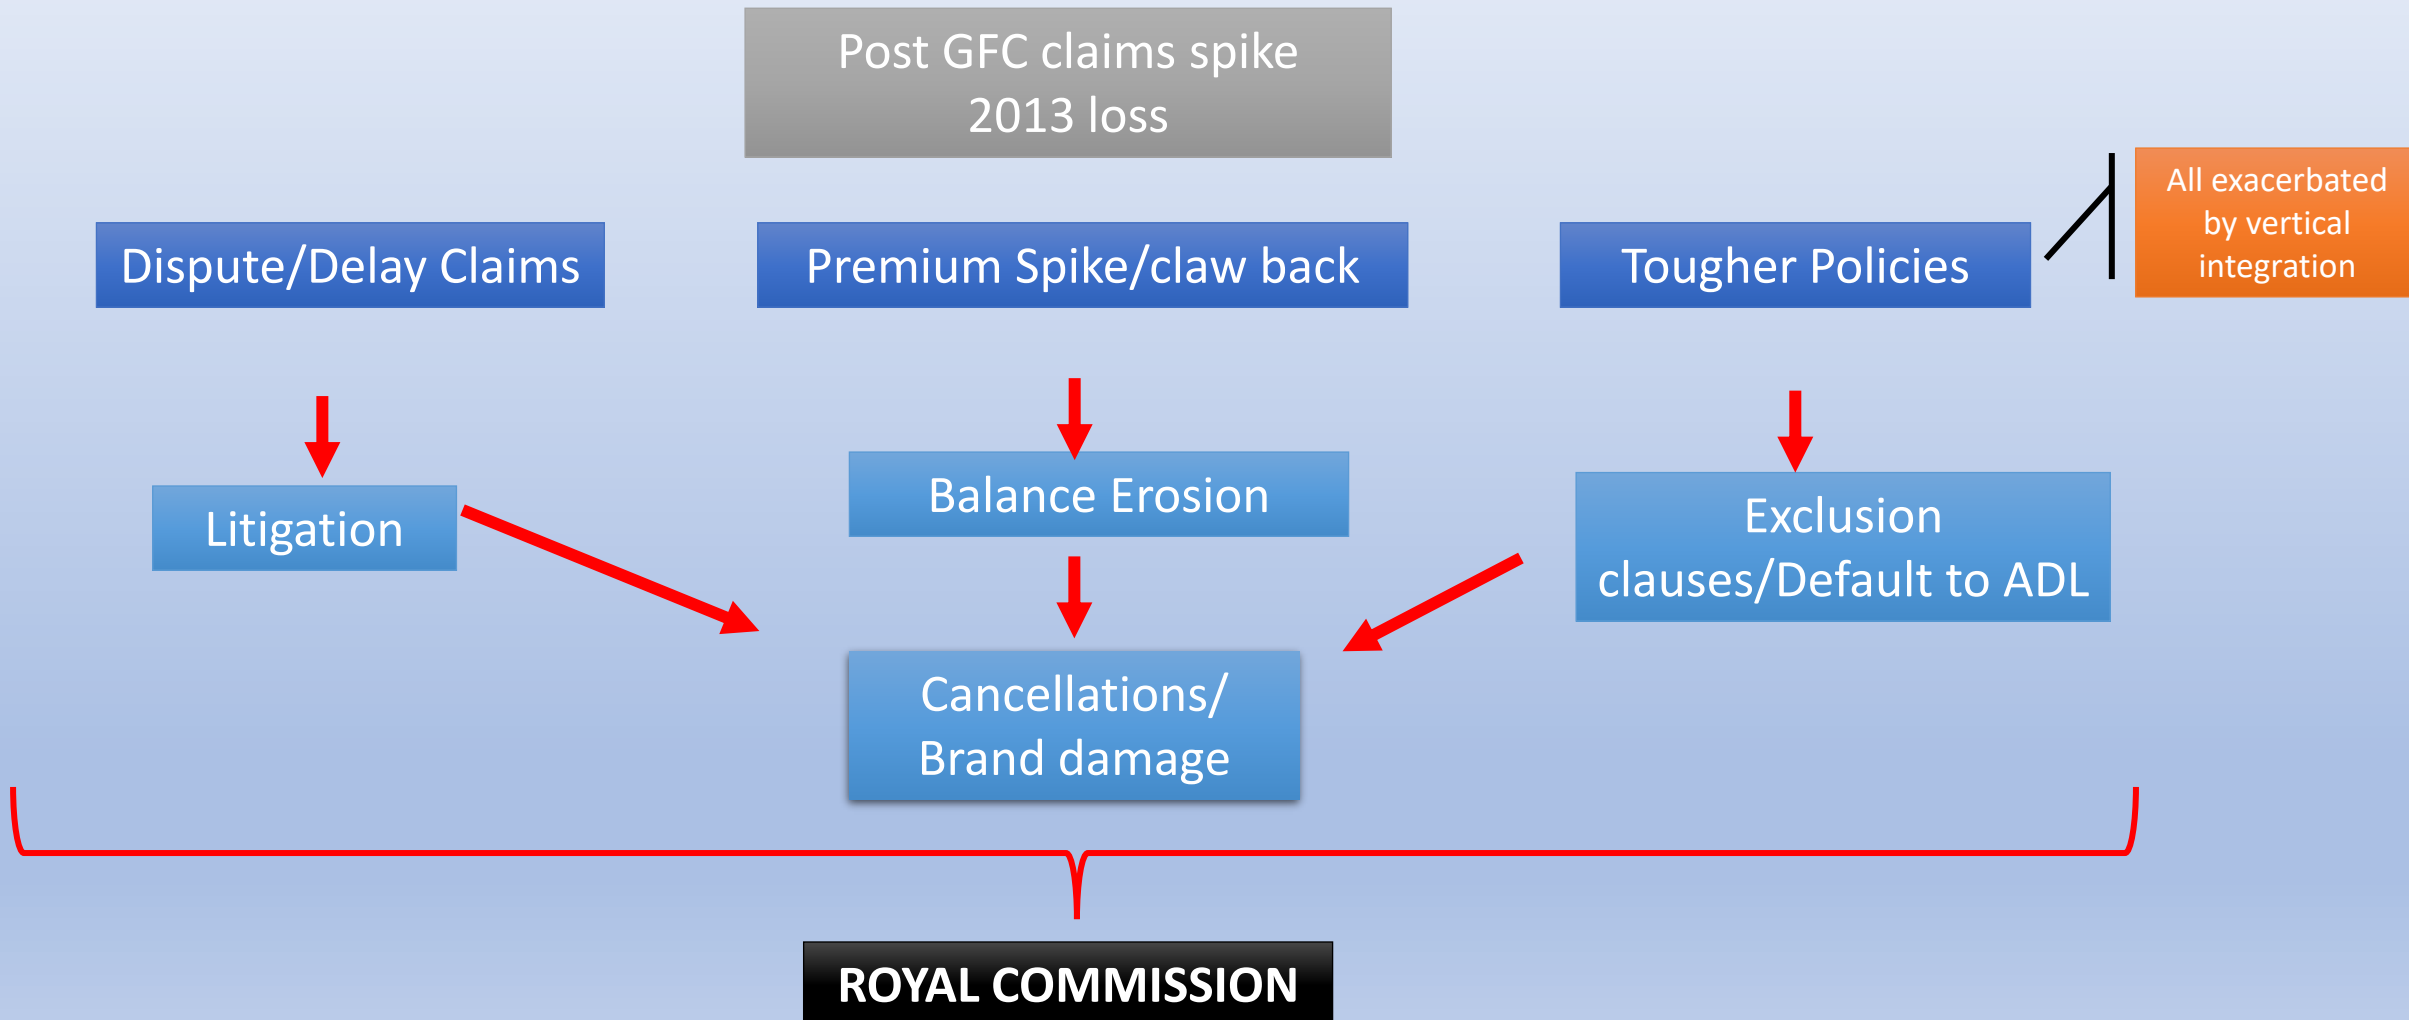 Post GFC claims spike
2013 loss
All exacerbated
by vertical
integration
Dispute/Delay Claims
Premium Spike/claw back
Tougher Policies
Litigation
Balance Erosion
Exclusion
clauses/Default to ADL
Cancellations/
Brand damage
ROYAL COMMISSION